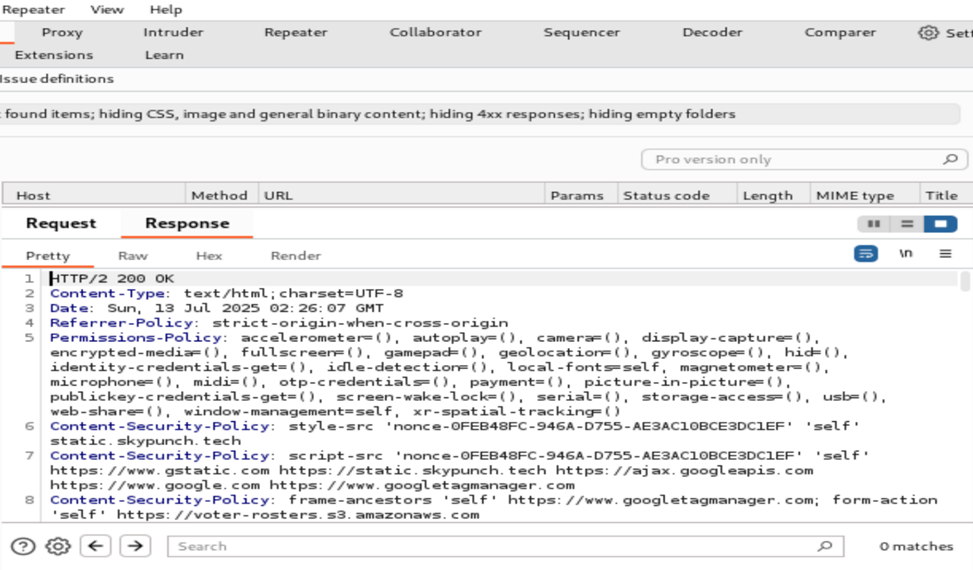 Repeater View Help
Proxy Intruder Repeater Collaborator Sequencer Decoder Comparer Sett
Extensions Learn
Issue definitions
found items; hiding CSS, image and general binary content; hiding 4xx responses; hiding empty folders
Pro version only
Host Method URL Params Status code Length MIME type Title
Request Response
Pretty Raw Hex Render \n
1 HTTP/2 200 OK
2 Content-Type: text/html;charset=UTF-8
3 Date: Sun, 13 Jul 2025 02:26:07 GMT
4 Referrer-Policy: strict-origin-when-cross-origin
5 Permissions-Policy: accelerometer=(), autoplay=(), camera=(), display-capture=(),
encrypted-media=(), fullscreen=(), gamepad=(), geolocation=(), gyroscope=(), hid=(),
identity-credentials-get=(), idle-detection=(), local-fonts=self, magnetometer=(),
microphone=(), midi=(), otp-credentials=(), payment=(), picture-in-picture=(),
publickey-credentials-get=(), screen-wake-lock=(), serial=(), storage-access=(), usb=(),
web-share=(), window-management=self, xr-spatial-tracking=()
6 Content-Security-Policy: style-src 'nonce-0FEB48FC-946A-D755-AE3AC10BCE3DC1EF' 'self'
static.skypunch.tech
7 Content-Security-Policy: script-src 'nonce-0FEB48FC-946A-D755-AE3AC10BCE3DC1EF' 'self'
https://www.gstatic.com https://static.skypunch.tech https://ajax.googleapis.com
https://www.google.com https://www.googletagmanager.com
8 Content-Security-Policy: frame-ancestors 'self' https://www.googletagmanager.com; form-action
'self' https://voter-rosters.s3.amazonaws.com
Search 0 matches